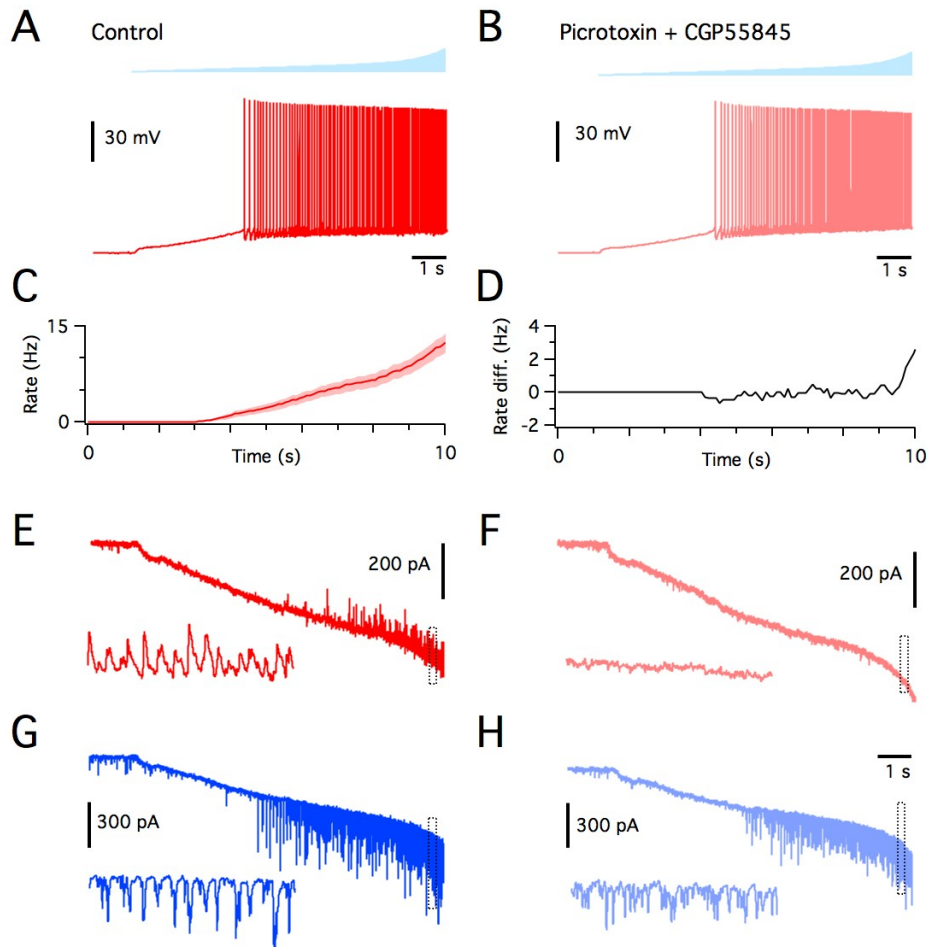 A Control
B Picrotoxin + CGP55845
30 mV
30 mV
1 s
1 s
C
D
15
0
Rate (Hz)
0
Time (s)
10
4
2
0
-2
Rate diff. (Hz)
0
Time (s)
10
E
F
200 pA
200 pA
G
H
1 s
300 pA
300 pA